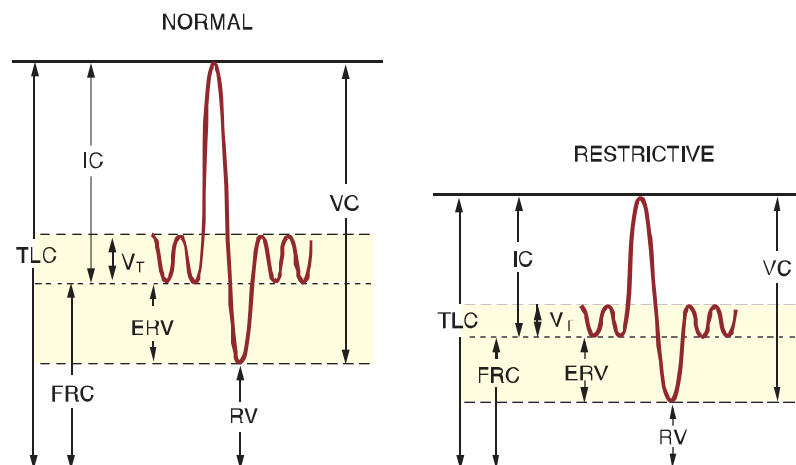 NORMAL
IC
VC
TLC
VT
ERV
FRC
RV
RESTRICTIVE
IC
VC
TLC
VT
FRC
ERV
RV